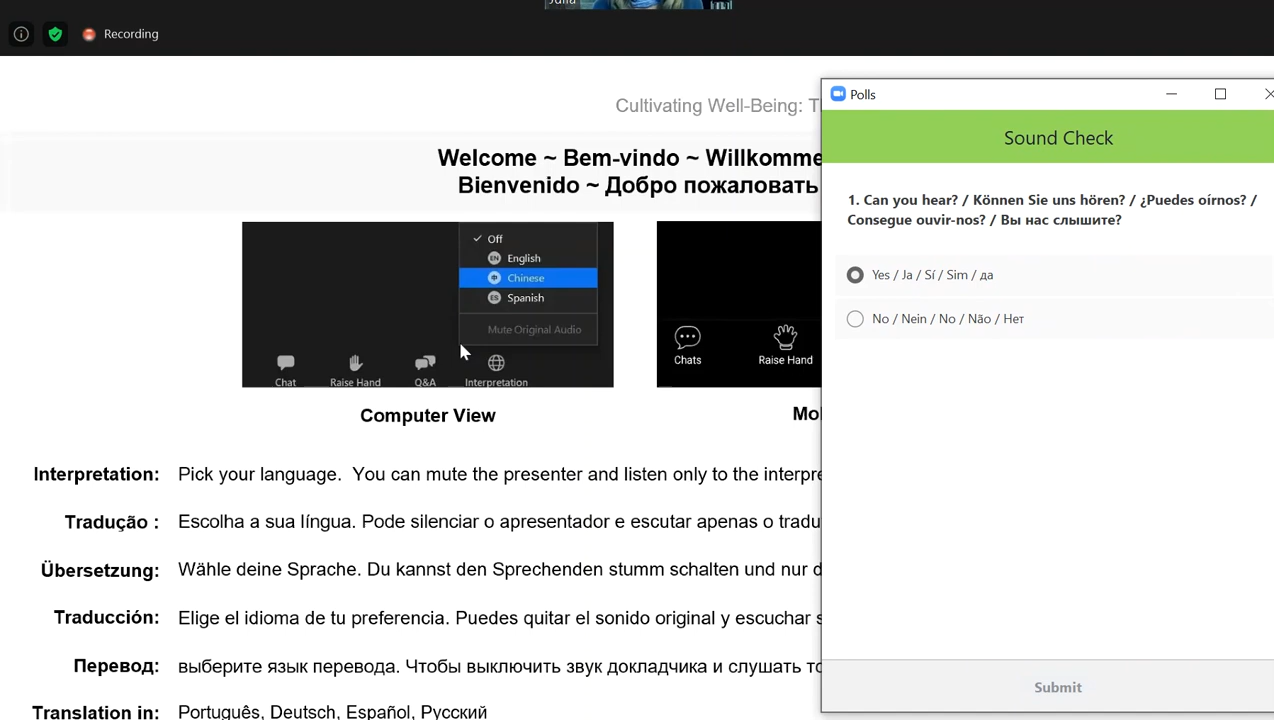 Julia
Recording
Cultivating Well-Being:
Welcome ~ Bem-vindo ~
Bienvenido ~ Добро пожаловать
Off
EN English
中 Chinese
ES Spanish
Mute Original Audio
Chat Raise Hand Q&A Interpretation
Chats Raise Hand
Computer View
Interpretation: Pick your language. You can mute the presenter and listen only to the
Tradução : Escolha a sua língua. Pode silenciar o apresentador e escutar apenas o
Übersetzung: Wähle deine Sprache. Du kannst den Sprechenden stumm schalten und nur
Traducción: Elige el idioma de tu preferencia. Puedes quitar el sonido original y escuchar
Перевод: выберите язык перевода. Чтобы выключить звук докладчика и слушать
Translation in: Português, Deutsch, Español, Русский
Polls
Sound Check
1. Can you hear? / Können Sie uns hören? / ¿Puedes oírnos? /
Consegue ouvir-nos? / Вы нас слышите?
Yes / Ja / Sí / Sim / да
No / Nein / No / Não / Нет
Submit